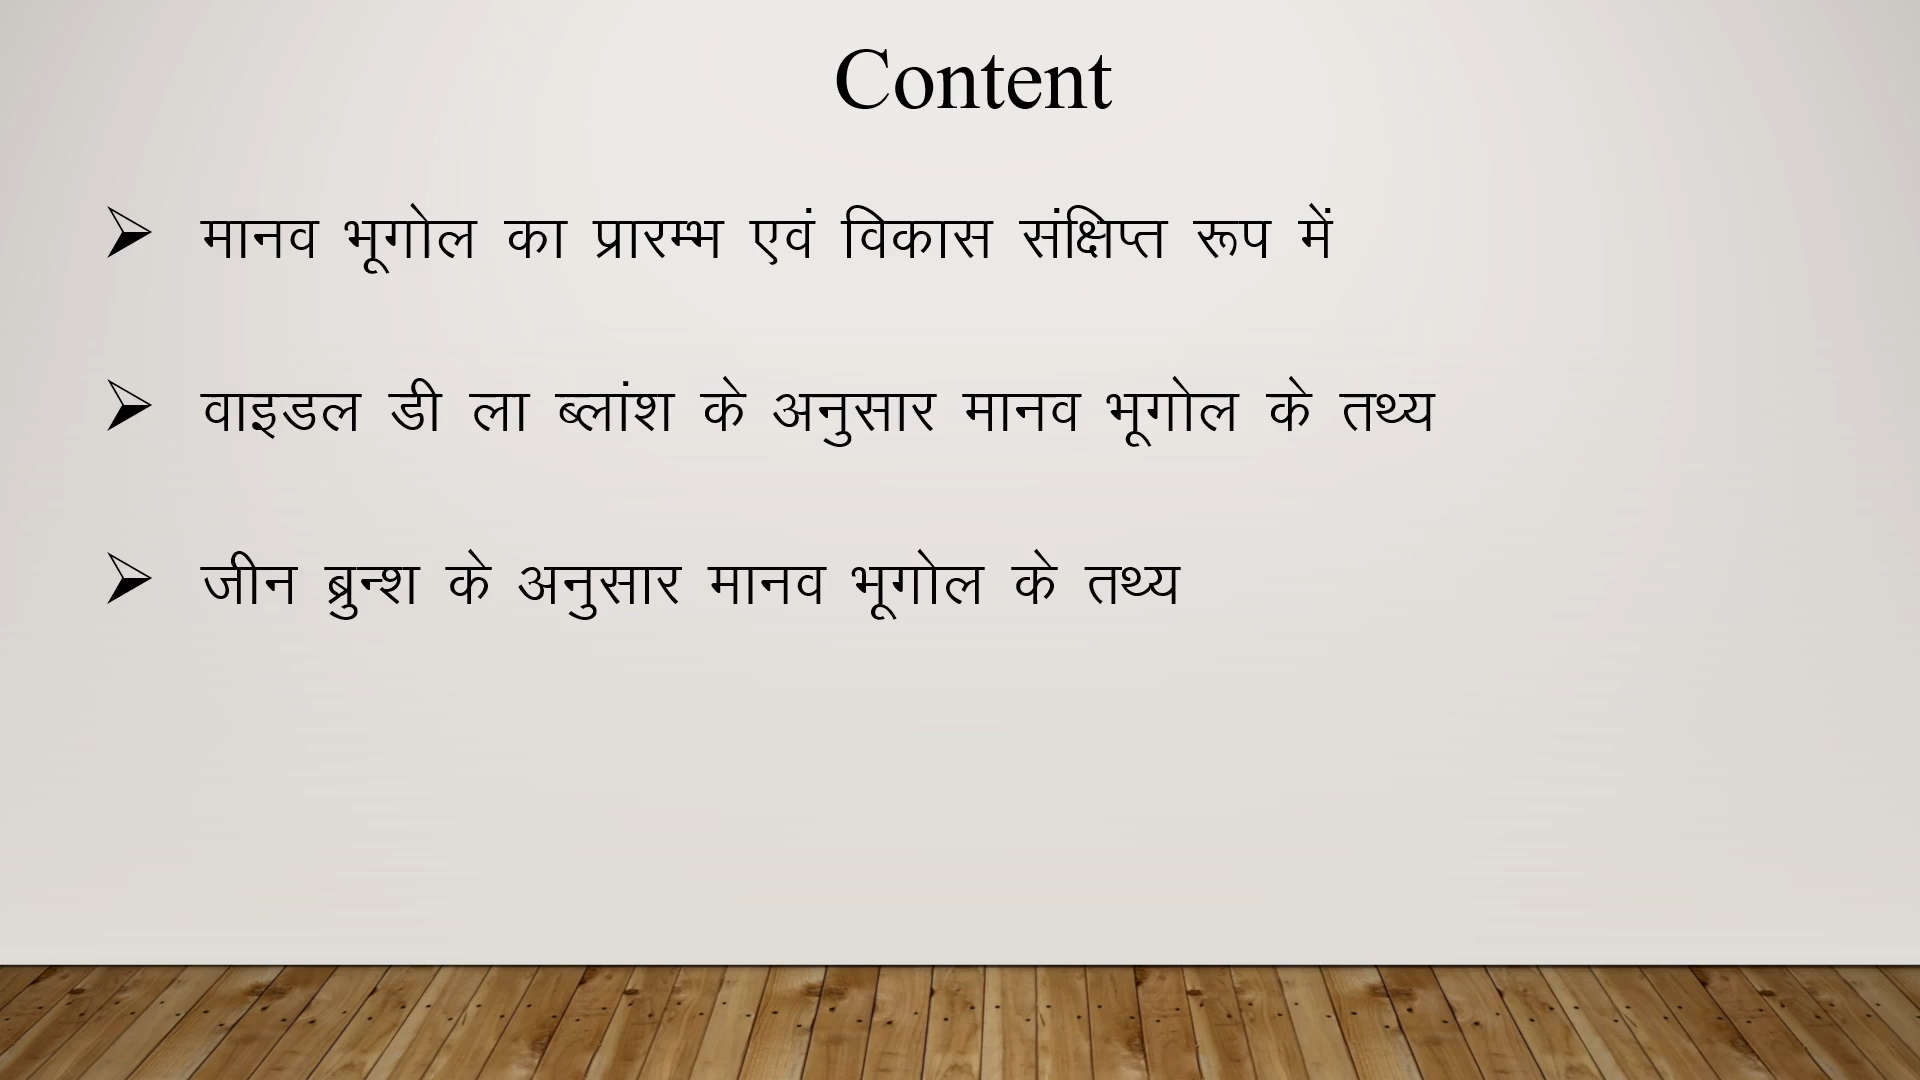 Content
➢ मानव भूगोल का प्रारम्भ एवं विकास संक्षिप्त रूप में
➢ वाइडल डी ला ब्लांश के अनुसार मानव भूगोल के तथ्य
➢ जीन ब्रुन्श के अनुसार मानव भूगोल के तथ्य